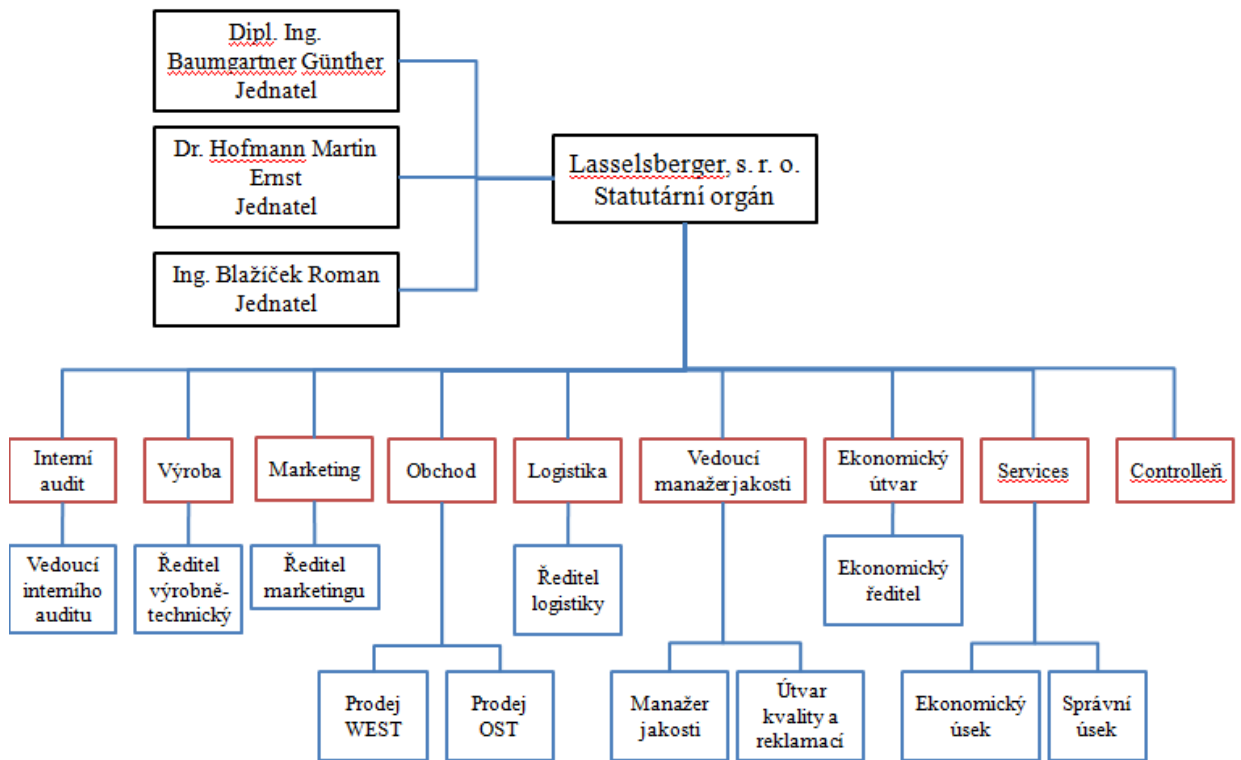 Dipl. Ing.
Baumgartner Günther
Jednatel
Dr. Hofmann Martin
Ernst
Jednatel
Lasselsberger, s. r. o.
Statutární orgán
Ing. Blažíček Roman
Jednatel
Interní
audit
Výroba
Marketing
Obchod
Logistika
Vedoucí
manažer jakosti
Ekonomický
útvar
Services
Controlleři
Vedoucí
interního
auditu
Ředitel
výrobně-
technický
Ředitel
marketingu
Ředitel
logistiky
Ekonomický
ředitel
Prodej
WEST
Prodej
OST
Manažer
jakosti
Útvar
kvality a
reklamací
Ekonomický
úsek
Správní
úsek